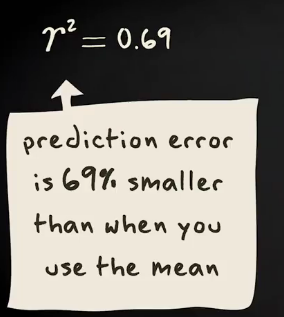 r² = 0.69
prediction error
is 69% smaller
than when you
use the mean